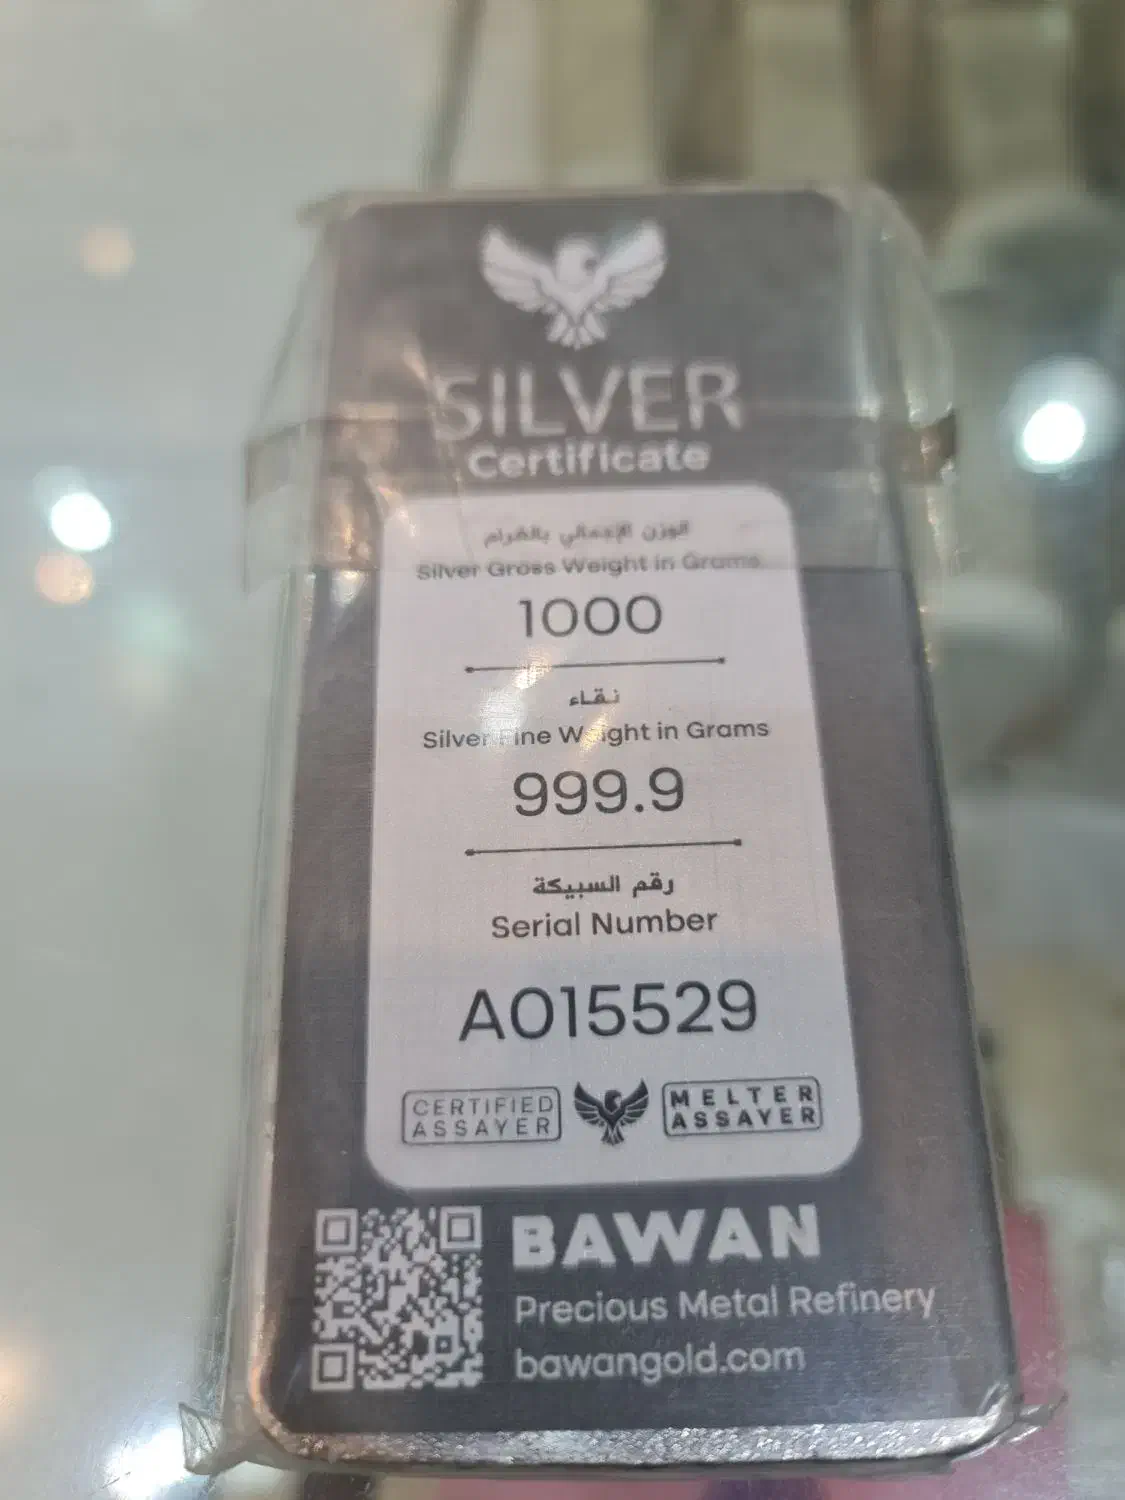 SILVER
Certificate
الوزن الإجمالي بالغرام
Silver Gross Weight in Grams
1000
نقاء
Silver Fine Weight in Grams
999.9
رقم السبيكة
Serial Number
A015529
CERTIFIED
ASSAYER
MELTER
ASSAYER
BAWAN
Precious Metal Refinery
bawangold.com